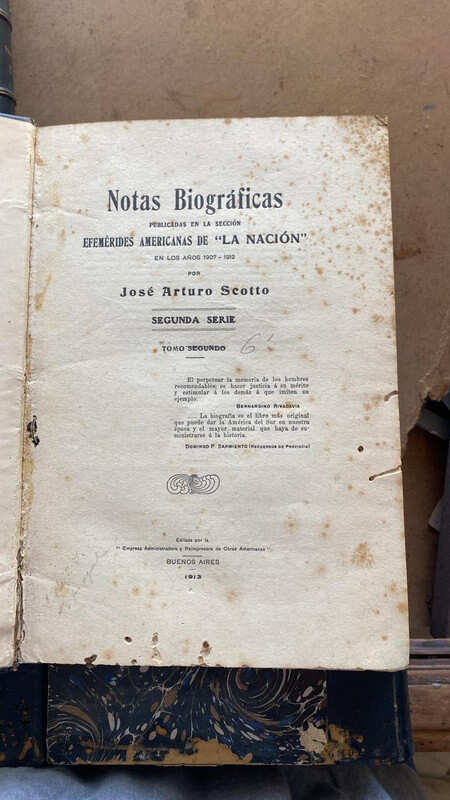 Notas Biográficas
PUBLICADAS EN LA SECCIÓN
EFEMÉRIDES AMERICANAS DE "LA NACIÓN"
EN LOS AÑOS 1907 - 1912
POR
José Arturo Scotto
SEGUNDA SERIE
TOMO SEGUNDO 6
El perpetuar la memoria de los hombres
recomendables; es hacer justicia á su mérito
y estimular á los demás á que imiten su
ejemplo.
BERNARDINO RIVADAVIA
..... La biografía es el libro más original
que puede dar la América del Sur en nuestra
época y el mayor material que haya de su-
ministrarse á la historia.
DOMINGO F. SARMIENTO (RECUERDOS DE PROVINCIA)
Editada por la
"Empresa Administradora y Reimpresora de Obras Americanas".
BUENOS AIRES
1913